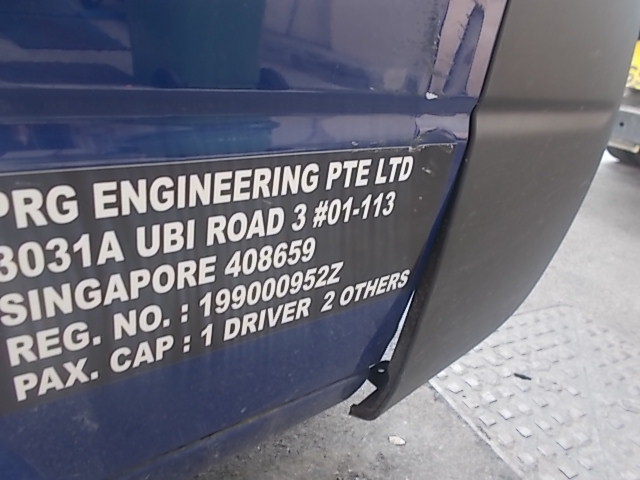 PRG ENGINEERING PTE LTD
3031A UBI ROAD 3 #01-113
SINGAPORE 408659
REG. NO. : 199000952Z
PAX. CAP : 1 DRIVER 2 OTHERS